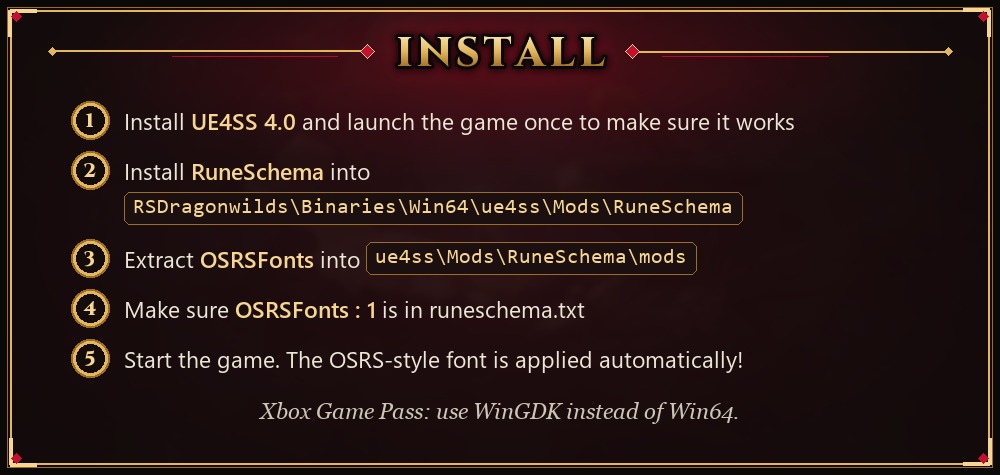 INSTALL
1 Install UE4SS 4.0 and launch the game once to make sure it works
2 Install RuneSchema into
RSDragonwilds\Binaries\Win64\ue4ss\Mods\RuneSchema
3 Extract OSRSFonts into ue4ss\Mods\RuneSchema\mods
4 Make sure OSRSFonts : 1 is in runeschema.txt
5 Start the game. The OSRS-style font is applied automatically!
Xbox Game Pass: use WinGDK instead of Win64.